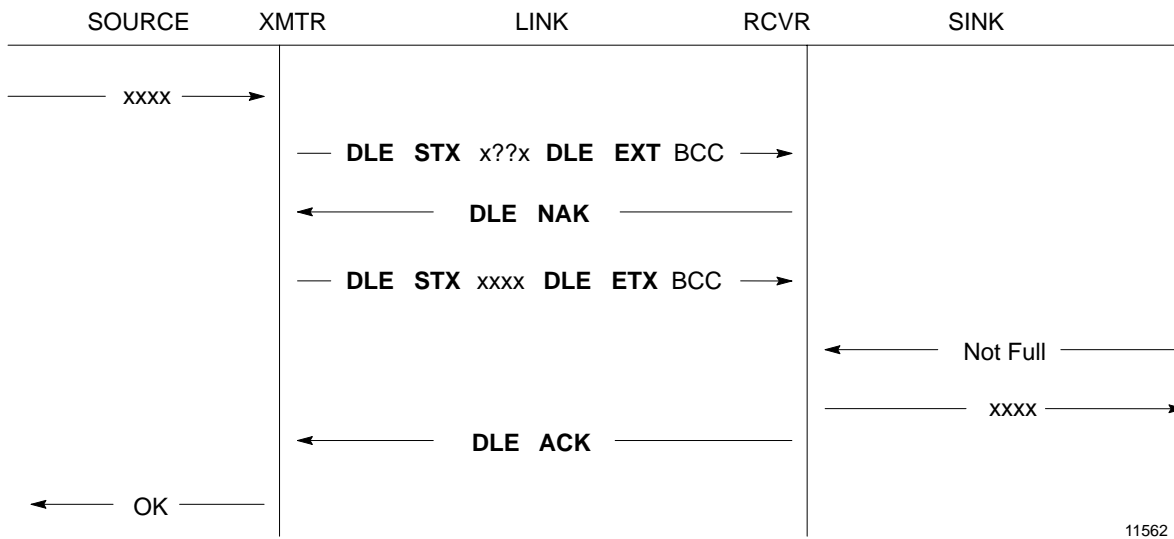 SOURCE XMTR LINK RCVR SINK
xxxx
DLE STX x??x DLE EXT BCC
DLE NAK
DLE STX xxxx DLE ETX BCC
Not Full
xxxx
DLE ACK
OK
11562